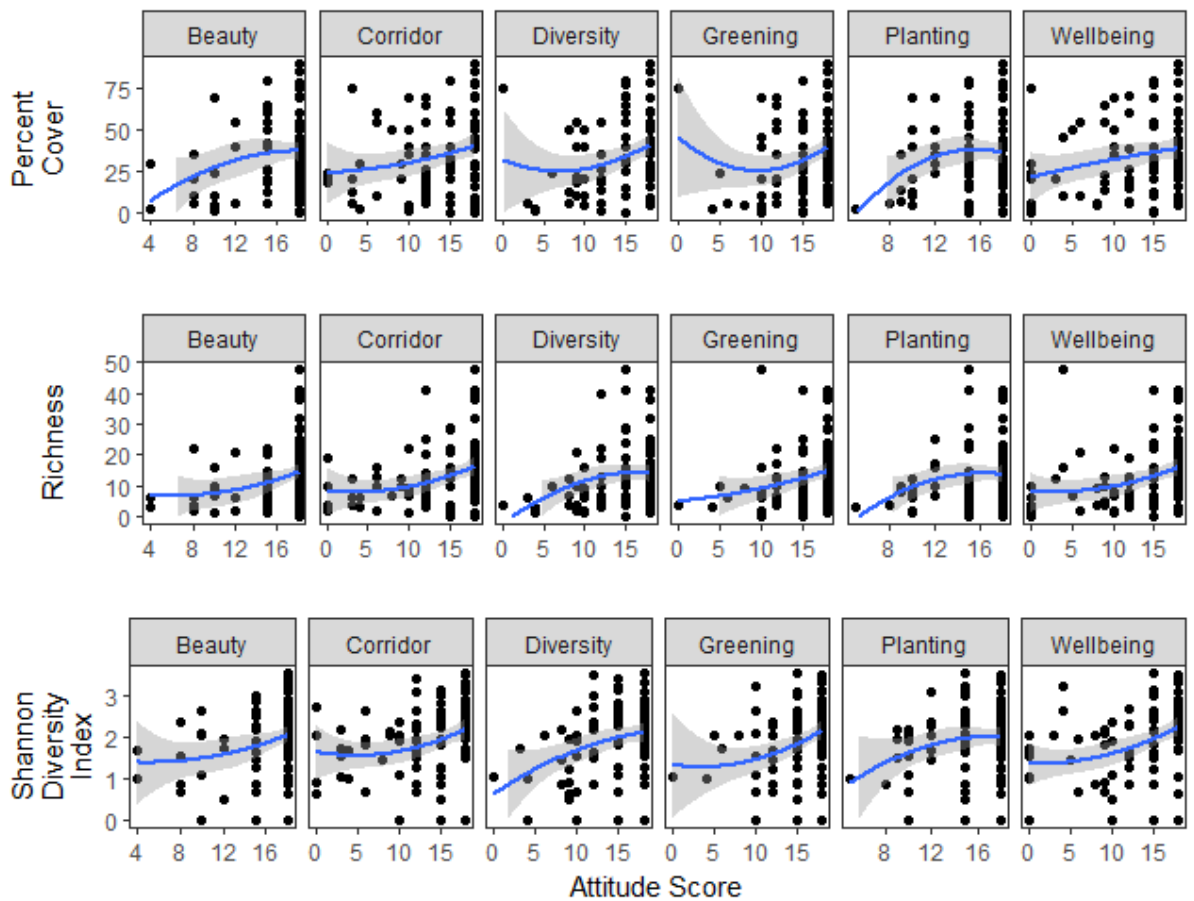 Beauty Corridor Diversity Greening Planting Wellbeing
Percent
Cover
75
50
25
0
4 8 12 16 0 5 10 15 0 5 10 15 0 5 10 15 8 12 16 0 5 10 15
Beauty Corridor Diversity Greening Planting Wellbeing
Richness
50
40
30
20
10
0
4 8 12 16 0 5 10 15 0 5 10 15 0 5 10 15 8 12 16 0 5 10 15
Beauty Corridor Diversity Greening Planting Wellbeing
Shannon
Diversity
Index
3
2
1
0
4 8 12 16 0 5 10 15 0 5 10 15 0 5 10 15 8 12 16 0 5 10 15
Attitude Score